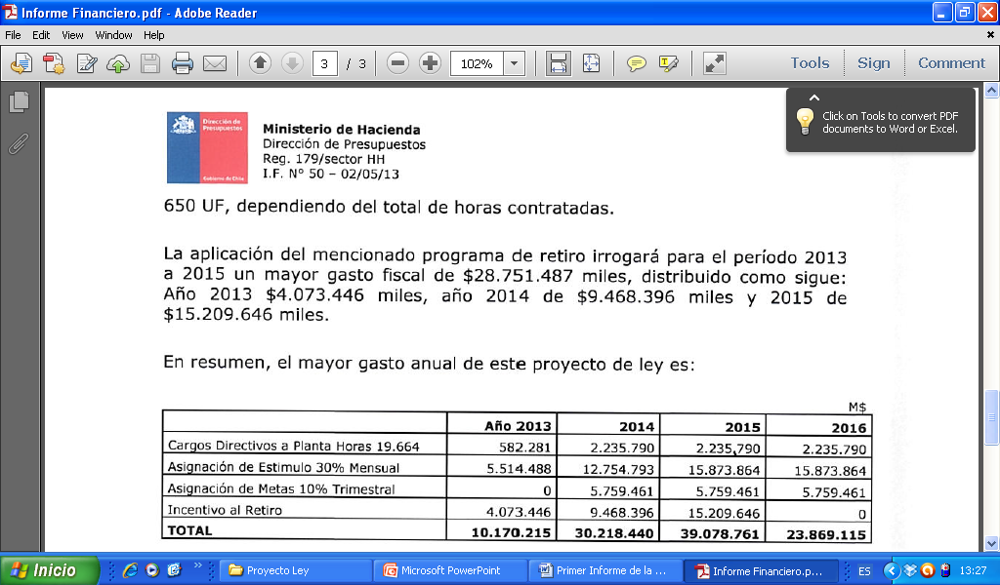 Informe Financiero.pdf - Adobe Reader
File Edit View Window Help
3 / 3 102% Tools Sign Comment
Click on Tools to convert PDF
documents to Word or Excel.
Dirección de
Presupuestos
Gobierno de Chile
Ministerio de Hacienda
Dirección de Presupuestos
Reg. 179/sector HH
I.F. N° 50 – 02/05/13
650 UF, dependiendo del total de horas contratadas.
La aplicación del mencionado programa de retiro irrogará para el período 2013
a 2015 un mayor gasto fiscal de $28.751.487 miles, distribuido como sigue:
Año 2013 $4.073.446 miles, año 2014 de $9.468.396 miles y 2015 de
$15.209.646 miles.
En resumen, el mayor gasto anual de este proyecto de ley es:
M$
Año 2013 2014 2015 2016
Cargos Directivos a Planta Horas 19.664 582.281 2.235.790 2.235.790 2.235.790
Asignación de Estimulo 30% Mensual 5.514.488 12.754.793 15.873.864 15.873.864
Asignación de Metas 10% Trimestral 0 5.759.461 5.759.461 5.759.461
Incentivo al Retiro 4.073.446 9.468.396 15.209.646 0
TOTAL 10.170.215 30.218.440 39.078.761 23.869.115
Inicio Proyecto Ley Microsoft PowerPoint Primer Informe de la ... Informe Financiero.p... ES 13:27